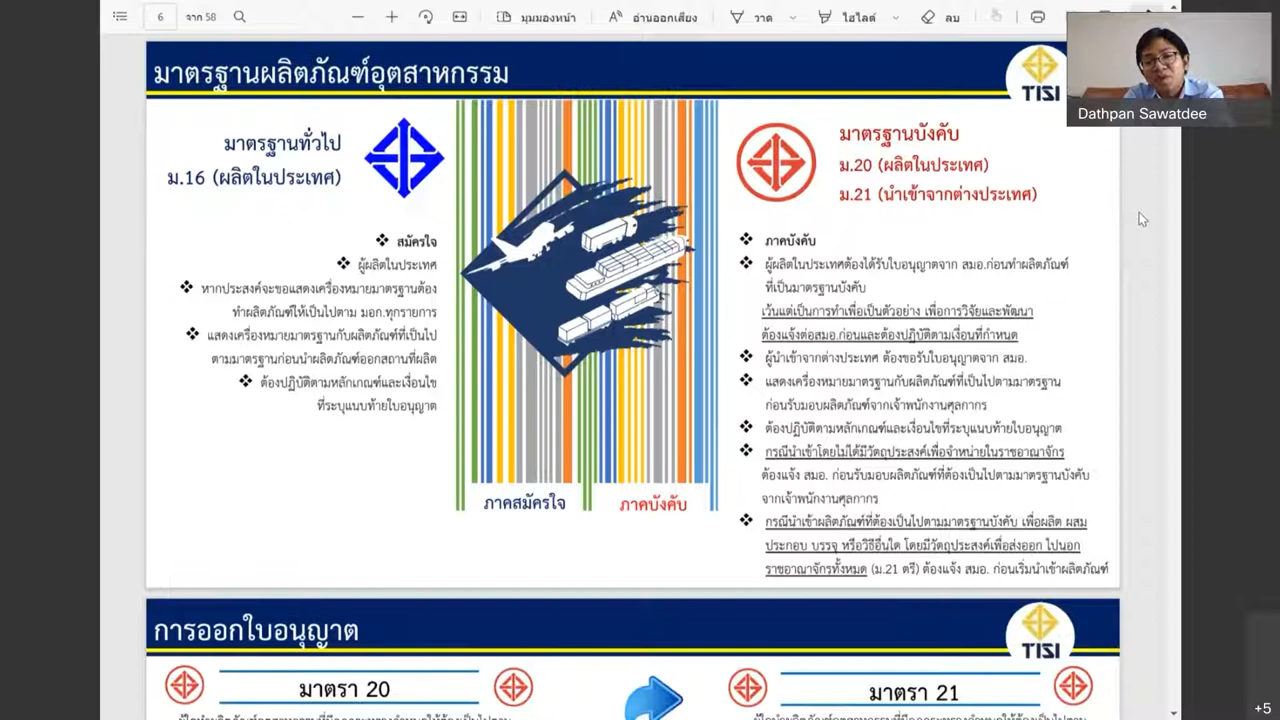 6
จาก 58
มุมมองหน้า
อ่านออกเสียง
วาด
ไฮไลต์
ลบ
Dathpan Sawatdee
มาตรฐานผลิตภัณฑ์อุตสาหกรรม
TISI
มาตรฐานทั่วไป
ม.16 (ผลิตในประเทศ)
❖ สมัครใจ
❖ ผู้ผลิตในประเทศ
❖ หากประสงค์จะขอแสดงเครื่องหมายมาตรฐานต้อง
ทำผลิตภัณฑ์ให้เป็นไปตาม มอก.ทุกรายการ
❖ แสดงเครื่องหมายมาตรฐานกับผลิตภัณฑ์ที่เป็นไป
ตามมาตรฐานก่อนนำผลิตภัณฑ์ออกสถานที่ผลิต
❖ ต้องปฏิบัติตามหลักเกณฑ์และเงื่อนไข
ที่ระบุแนบท้ายใบอนุญาต
ภาคสมัครใจ
ภาคบังคับ
มาตรฐานบังคับ
ม.20 (ผลิตในประเทศ)
ม.21 (นำเข้าจากต่างประเทศ)
❖ ภาคบังคับ
❖ ผู้ผลิตในประเทศต้องได้รับใบอนุญาตจาก สมอ.ก่อนทำผลิตภัณฑ์
ที่เป็นมาตรฐานบังคับ
เว้นแต่เป็นการทำเพื่อเป็นตัวอย่าง เพื่อการวิจัยและพัฒนา
ต้องแจ้งต่อสมอ.ก่อนและต้องปฏิบัติตามเงื่อนที่กำหนด
❖ ผู้นำเข้าจากต่างประเทศ ต้องขอรับใบอนุญาตจาก สมอ.
❖ แสดงเครื่องหมายมาตรฐานกับผลิตภัณฑ์ที่เป็นไปตามมาตรฐาน
ก่อนรับมอบผลิตภัณฑ์จากเจ้าพนักงานศุลกากร
❖ ต้องปฏิบัติตามหลักเกณฑ์และเงื่อนไขที่ระบุแนบท้ายใบอนุญาต
❖ กรณีนำเข้าโดยไม่ได้มีวัตถุประสงค์เพื่อจำหน่ายในราชอาณาจักร
ต้องแจ้ง สมอ. ก่อนรับมอบผลิตภัณฑ์ที่ต้องเป็นไปตามมาตรฐานบังคับ
จากเจ้าพนักงานศุลกากร
❖ กรณีนำเข้าผลิตภัณฑ์ที่ต้องเป็นไปตามมาตรฐานบังคับ เพื่อผลิต ผสม
ประกอบ บรรจุ หรือวิธีอื่นใด โดยมีวัตถุประสงค์เพื่อส่งออก ไปนอก
ราชอาณาจักรทั้งหมด (ม.21 ตรี) ต้องแจ้ง สมอ. ก่อนเริ่มนำเข้าผลิตภัณฑ์
การออกใบอนุญาต
TISI
มาตรา 20
มาตรา 21
+5